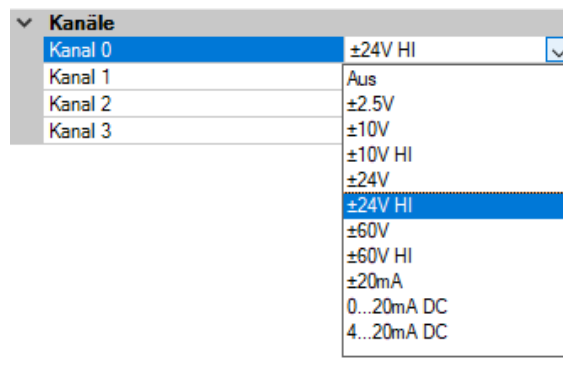 Kanäle
Kanal 0 ±24V HI
Kanal 1 Aus
Kanal 2 ±2.5V
Kanal 3 ±10V
±10V HI
±24V
±24V HI
±60V
±60V HI
±20mA
0...20mA DC
4...20mA DC